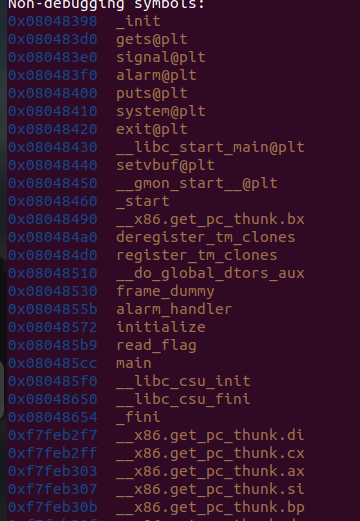 Non-debugging symbols:
0x08048398  _init
0x080483d0  gets@plt
0x080483e0  signal@plt
0x080483f0  alarm@plt
0x08048400  puts@plt
0x08048410  system@plt
0x08048420  exit@plt
0x08048430  __libc_start_main@plt
0x08048440  setvbuf@plt
0x08048450  __gmon_start__@plt
0x08048460  _start
0x08048490  __x86.get_pc_thunk.bx
0x080484a0  deregister_tm_clones
0x080484d0  register_tm_clones
0x08048510  __do_global_dtors_aux
0x08048530  frame_dummy
0x0804855b  alarm_handler
0x08048572  initialize
0x080485b9  read_flag
0x080485cc  main
0x080485f0  __libc_csu_init
0x08048650  __libc_csu_fini
0x08048654  _fini
0xf7feb2f7  __x86.get_pc_thunk.di
0xf7feb2ff  __x86.get_pc_thunk.cx
0xf7feb303  __x86.get_pc_thunk.ax
0xf7feb307  __x86.get_pc_thunk.si
0xf7feb30b  __x86.get_pc_thunk.bp